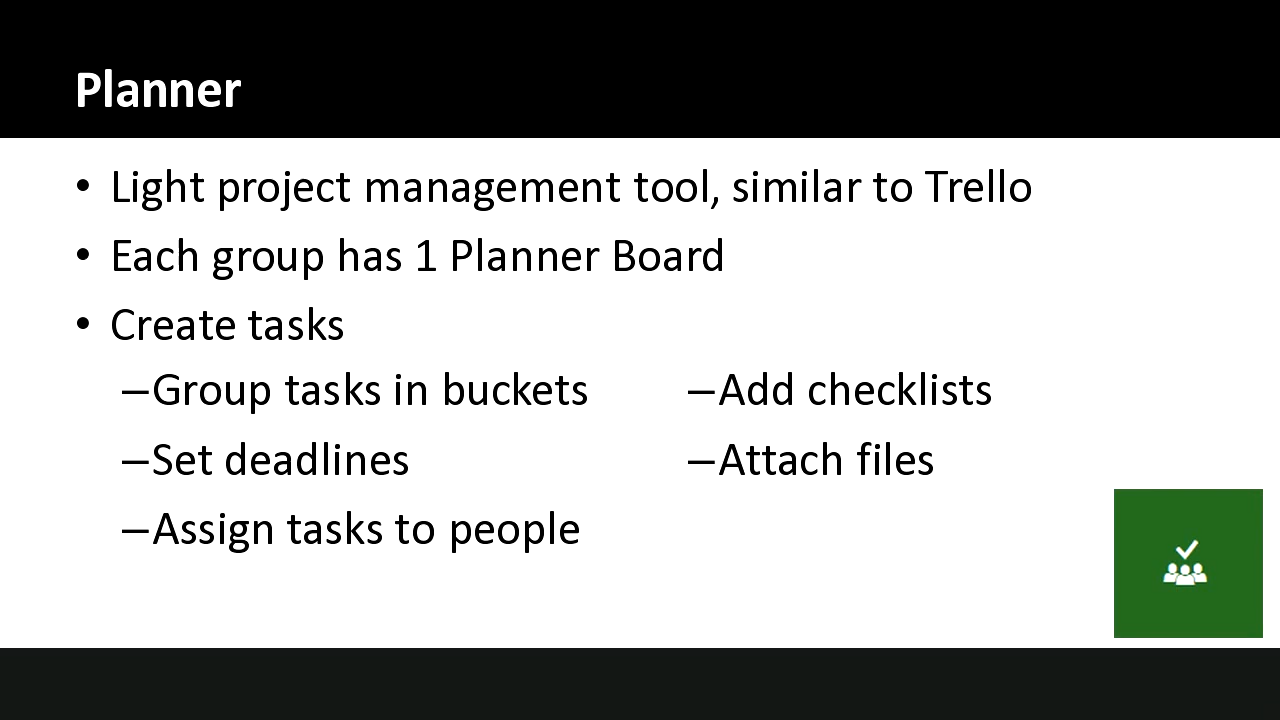 Planner
• Light project management tool, similar to Trello
• Each group has 1 Planner Board
• Create tasks
–Group tasks in buckets
–Set deadlines
–Assign tasks to people
–Add checklists
–Attach files